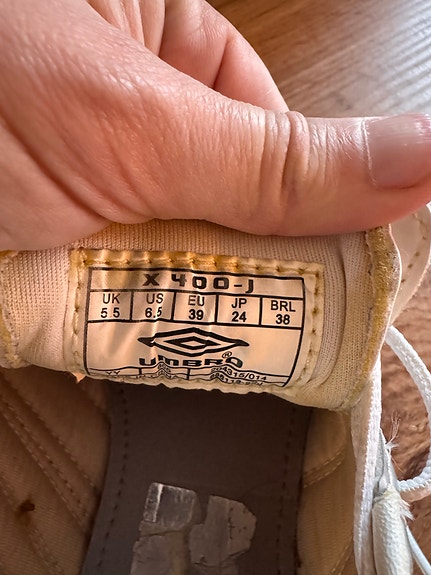 X 400-J
UK US EU JP BRL
5 5 6.5 39 24 38
UMBRO®